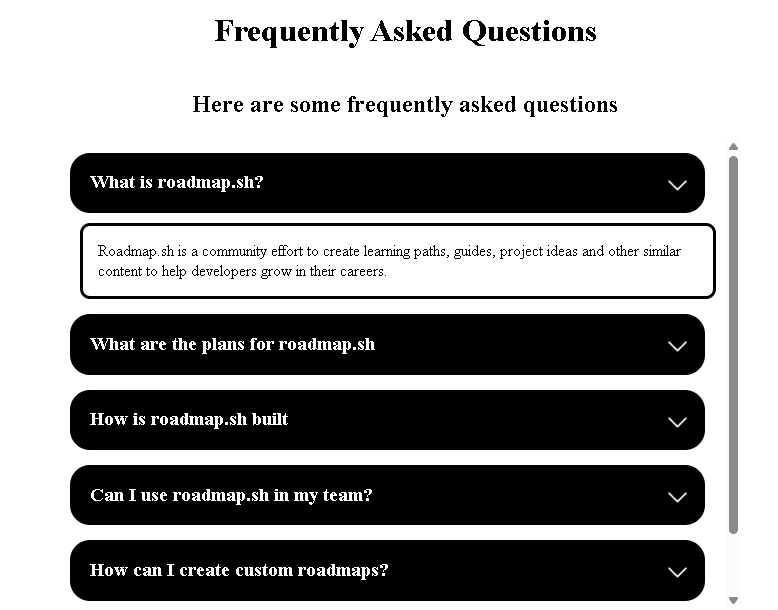 Frequently Asked Questions
Here are some frequently asked questions
What is roadmap.sh?
Roadmap.sh is a community effort to create learning paths, guides, project ideas and other similar
content to help developers grow in their careers.
What are the plans for roadmap.sh
How is roadmap.sh built
Can I use roadmap.sh in my team?
How can I create custom roadmaps?